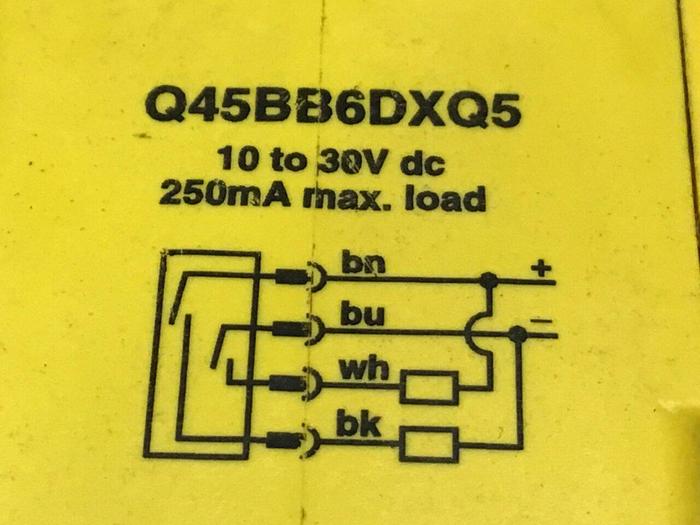 Q45BB6DXQ5
10 to 30V dc
250mA max. load
bn
+
bu
−
wh
bk